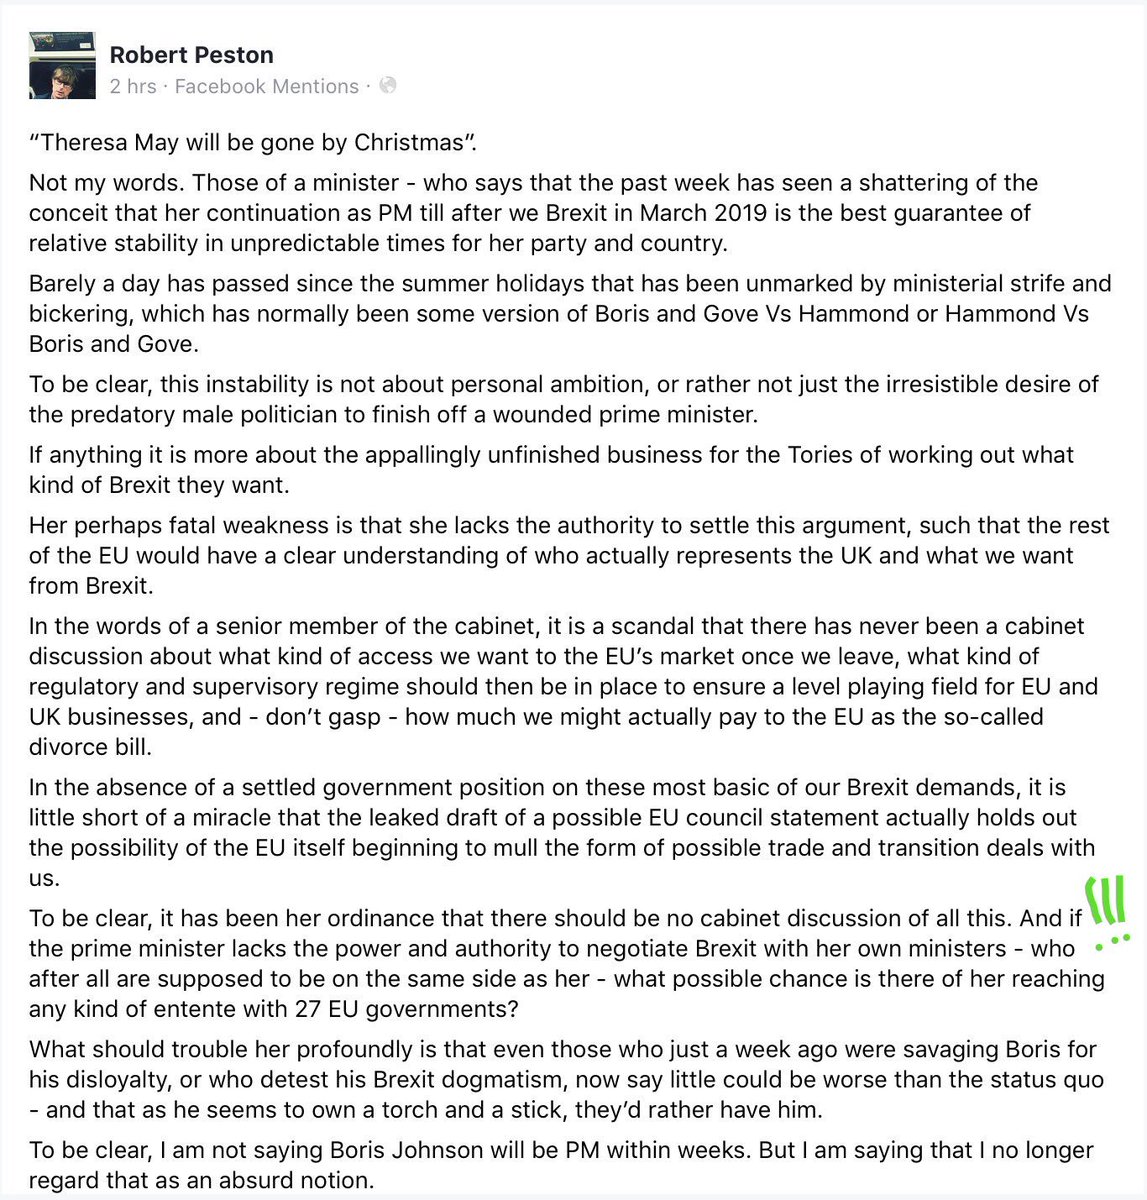 Robert Peston
2 hrs · Facebook Mentions ·
“Theresa May will be gone by Christmas”.
Not my words. Those of a minister - who says that the past week has seen a shattering of the
conceit that her continuation as PM till after we Brexit in March 2019 is the best guarantee of
relative stability in unpredictable times for her party and country.
Barely a day has passed since the summer holidays that has been unmarked by ministerial strife and
bickering, which has normally been some version of Boris and Gove Vs Hammond or Hammond Vs
Boris and Gove.
To be clear, this instability is not about personal ambition, or rather not just the irresistible desire of
the predatory male politician to finish off a wounded prime minister.
If anything it is more about the appallingly unfinished business for the Tories of working out what
kind of Brexit they want.
Her perhaps fatal weakness is that she lacks the authority to settle this argument, such that the rest
of the EU would have a clear understanding of who actually represents the UK and what we want
from Brexit.
In the words of a senior member of the cabinet, it is a scandal that there has never been a cabinet
discussion about what kind of access we want to the EU’s market once we leave, what kind of
regulatory and supervisory regime should then be in place to ensure a level playing field for EU and
UK businesses, and - don’t gasp - how much we might actually pay to the EU as the so-called
divorce bill.
In the absence of a settled government position on these most basic of our Brexit demands, it is
little short of a miracle that the leaked draft of a possible EU council statement actually holds out
the possibility of the EU itself beginning to mull the form of possible trade and transition deals with
us.
To be clear, it has been her ordinance that there should be no cabinet discussion of all this. And if !!!
the prime minister lacks the power and authority to negotiate Brexit with her own ministers - who
after all are supposed to be on the same side as her - what possible chance is there of her reaching
any kind of entente with 27 EU governments?
What should trouble her profoundly is that even those who just a week ago were savaging Boris for
his disloyalty, or who detest his Brexit dogmatism, now say little could be worse than the status quo
- and that as he seems to own a torch and a stick, they’d rather have him.
To be clear, I am not saying Boris Johnson will be PM within weeks. But I am saying that I no longer
regard that as an absurd notion.